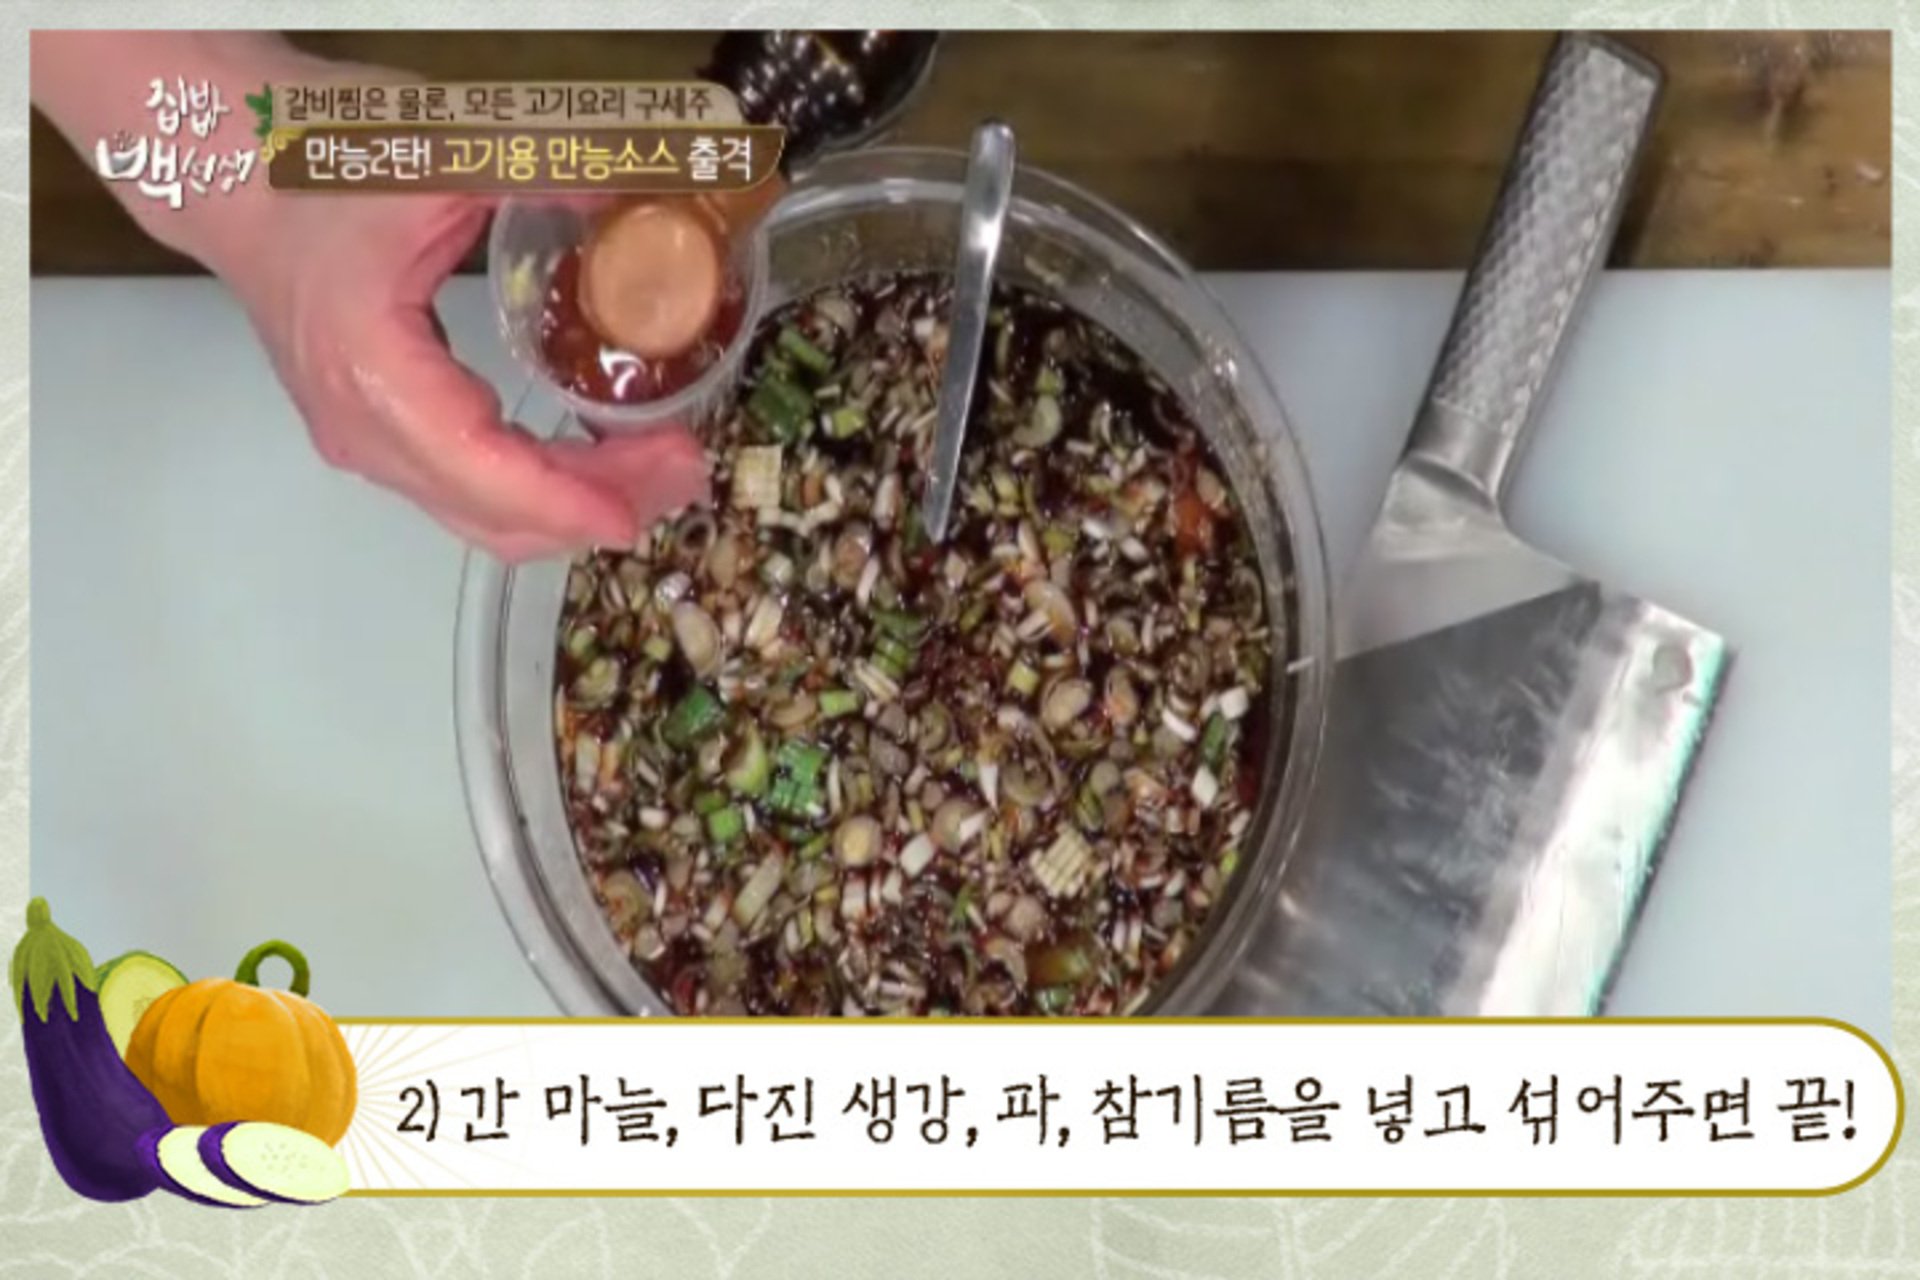 집밥
백선생
갈비찜은 물론, 모든 고기요리 구세주
만능2탄! 고기용 만능소스 출격
2) 간 마늘, 다진 생강, 파, 참기름을 넣고 섞어주면 끝!